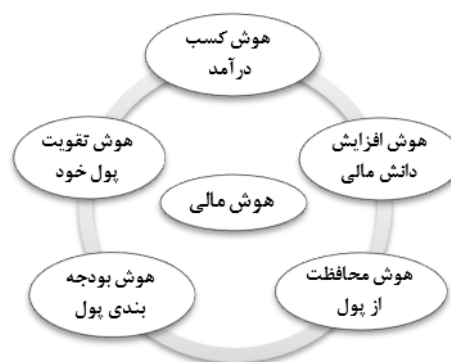 هوش کسب
درآمد
هوش افزایش
دانش مالی
هوش تقویت
پول خود
هوش مالی
هوش محافظت
از پول
هوش بودجه
بندی پول